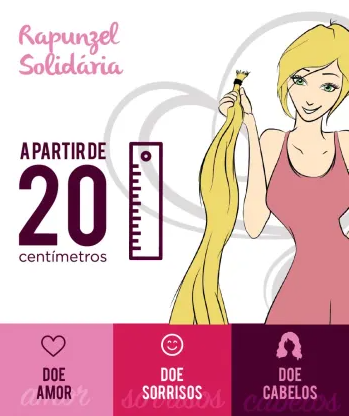 Rapunzel
Solidária
A PARTIR DE
20
centímetros
DOE
AMOR
amor
DOE
SORRISOS
sorrisos
DOE
CABELOS
cabelos